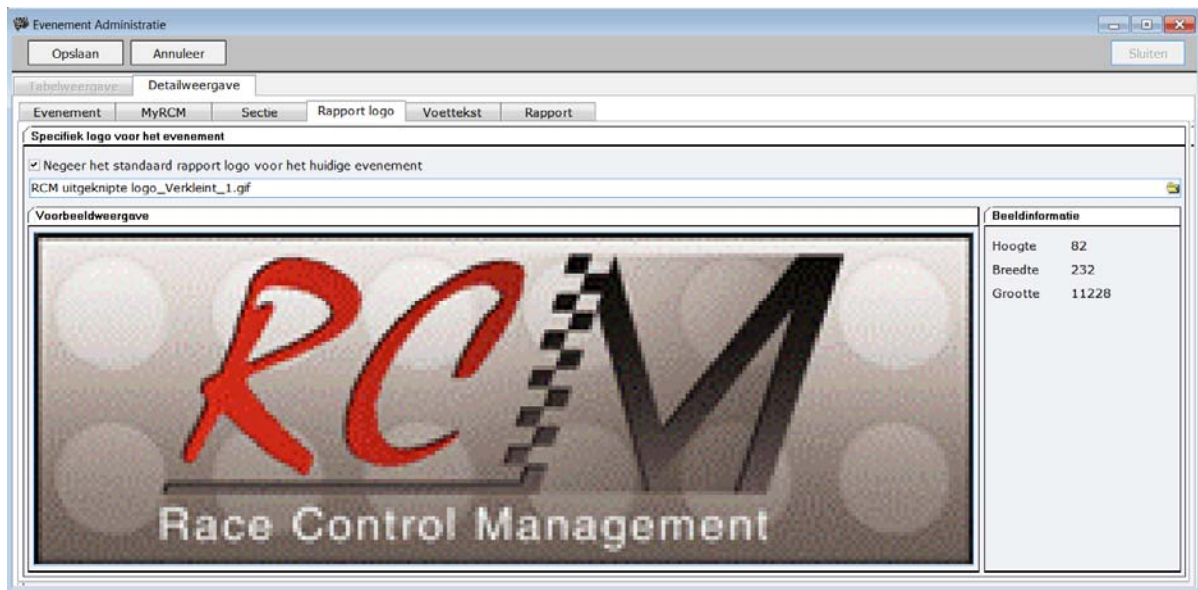 Evenement Administratie
Opslaan Annuleer Sluiten
Tabelweergave Detailweergave
Evenement MyRCM Sectie Rapport logo Voettekst Rapport
Specifiek logo voor het evenement
Negeer het standaard rapport logo voor het huidige evenement
RCM uitgeknipte logo_Verkleint_1.gif
Voorbeeldweergave Beeldinformatie
Hoogte 82
Breedte 232
Grootte 11228
RCM
Race Control Management